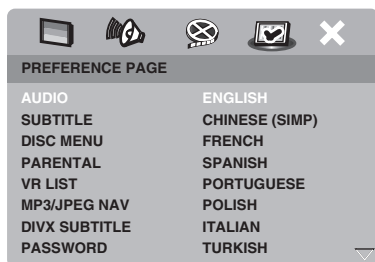 PREFERENCE PAGE
AUDIO ENGLISH
SUBTITLE CHINESE (SIMP)
DISC MENU FRENCH
PARENTAL SPANISH
VR LIST PORTUGUESE
MP3/JPEG NAV POLISH
DIVX SUBTITLE ITALIAN
PASSWORD TURKISH